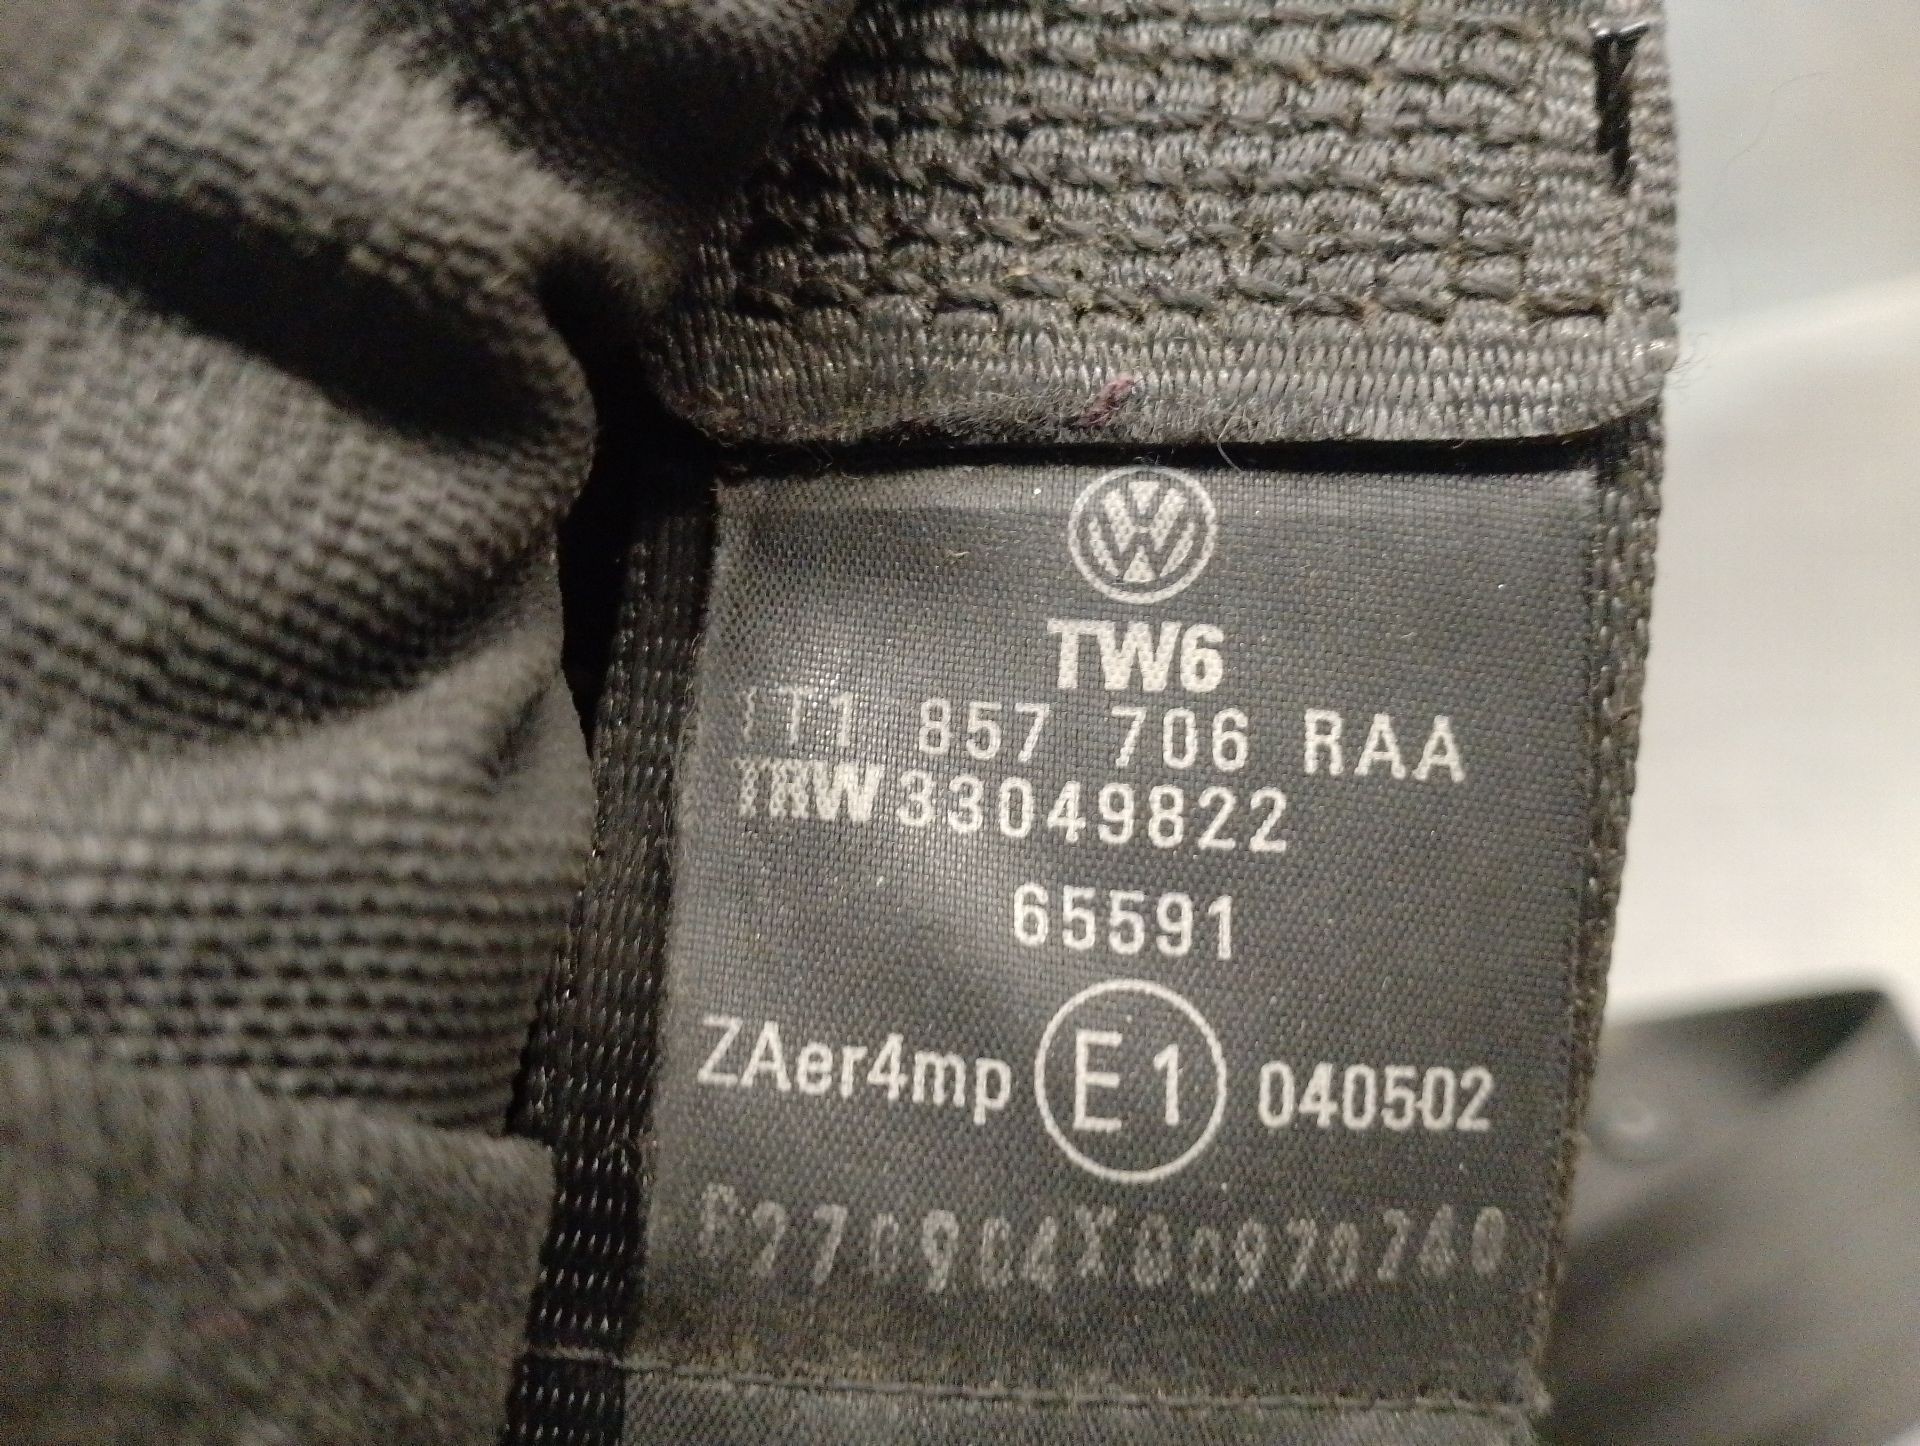 TW6
1T1 857 706 RAA
TRW 33049822
65591
ZAer4mp E1 040502